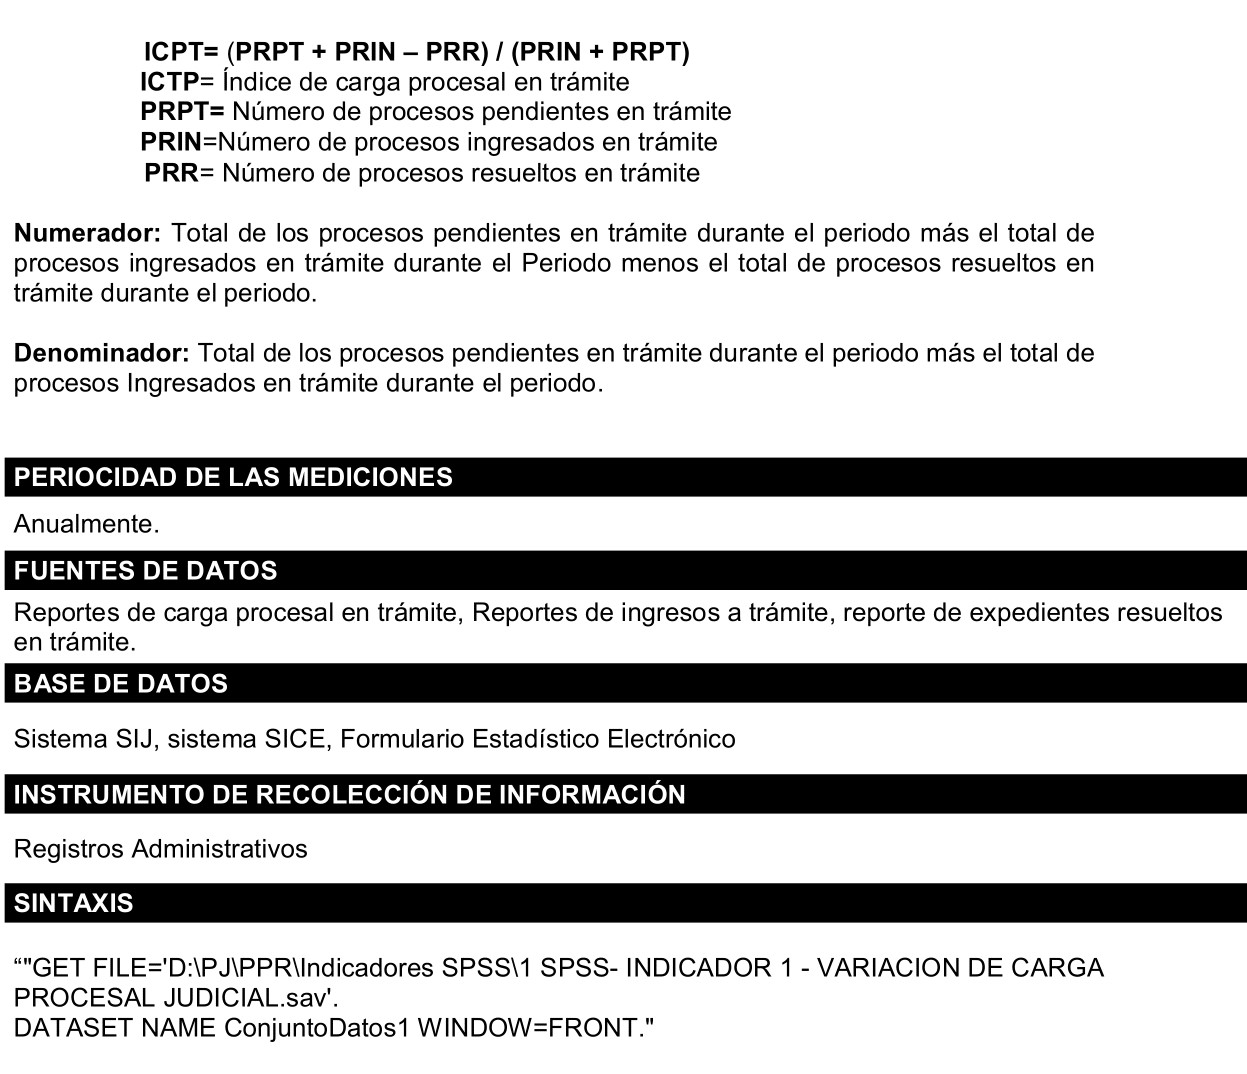 ICPT= (PRPT + PRIN – PRR) / (PRIN + PRPT)
ICTP= Índice de carga procesal en trámite
PRPT= Número de procesos pendientes en trámite
PRIN=Número de procesos ingresados en trámite
PRR= Número de procesos resueltos en trámite
Numerador: Total de los procesos pendientes en trámite durante el periodo más el total de
procesos ingresados en trámite durante el Periodo menos el total de procesos resueltos en
trámite durante el periodo.
Denominador: Total de los procesos pendientes en trámite durante el periodo más el total de
procesos Ingresados en trámite durante el periodo.
PERIOCIDAD DE LAS MEDICIONES
Anualmente.
FUENTES DE DATOS
Reportes de carga procesal en trámite, Reportes de ingresos a trámite, reporte de expedientes resueltos
en trámite.
BASE DE DATOS
Sistema SIJ, sistema SICE, Formulario Estadístico Electrónico
INSTRUMENTO DE RECOLECCIÓN DE INFORMACIÓN
Registros Administrativos
SINTAXIS
“"GET FILE='D:\PJ\PPR\Indicadores SPSS\1 SPSS- INDICADOR 1 - VARIACION DE CARGA
PROCESAL JUDICIAL.sav'.
DATASET NAME ConjuntoDatos1 WINDOW=FRONT."